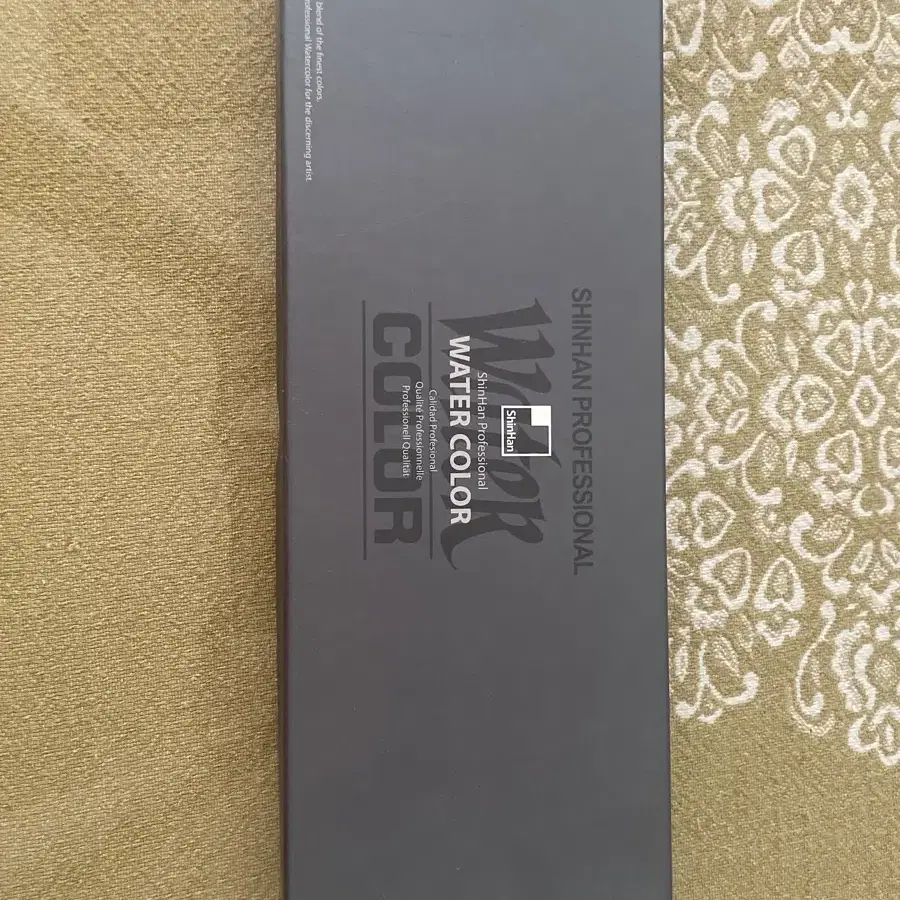 SHINHAN PROFESSIONAL
Water
COLOR
ShinHan
ShinHan Professional
WATER COLOR
Calidad Profesional
Qualité Professionnelle
Professionell Qualität
blend of the finest colors.
Professional Watercolor for the discerning artist.